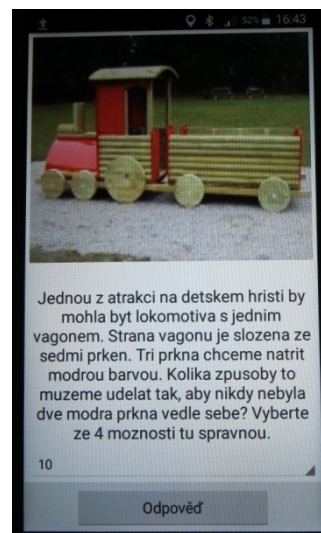 52% 16:43
Jednou z atrakci na detskem hristi by
mohla byt lokomotiva s jednim
vagonem. Strana vagonu je slozena ze
sedmi prken. Tri prkna chceme natrit
modrou barvou. Kolika zpusoby to
muzeme udelat tak, aby nikdy nebyla
dve modra prkna vedle sebe? Vyberte
ze 4 moznosti tu spravnou.
10
Odpověď